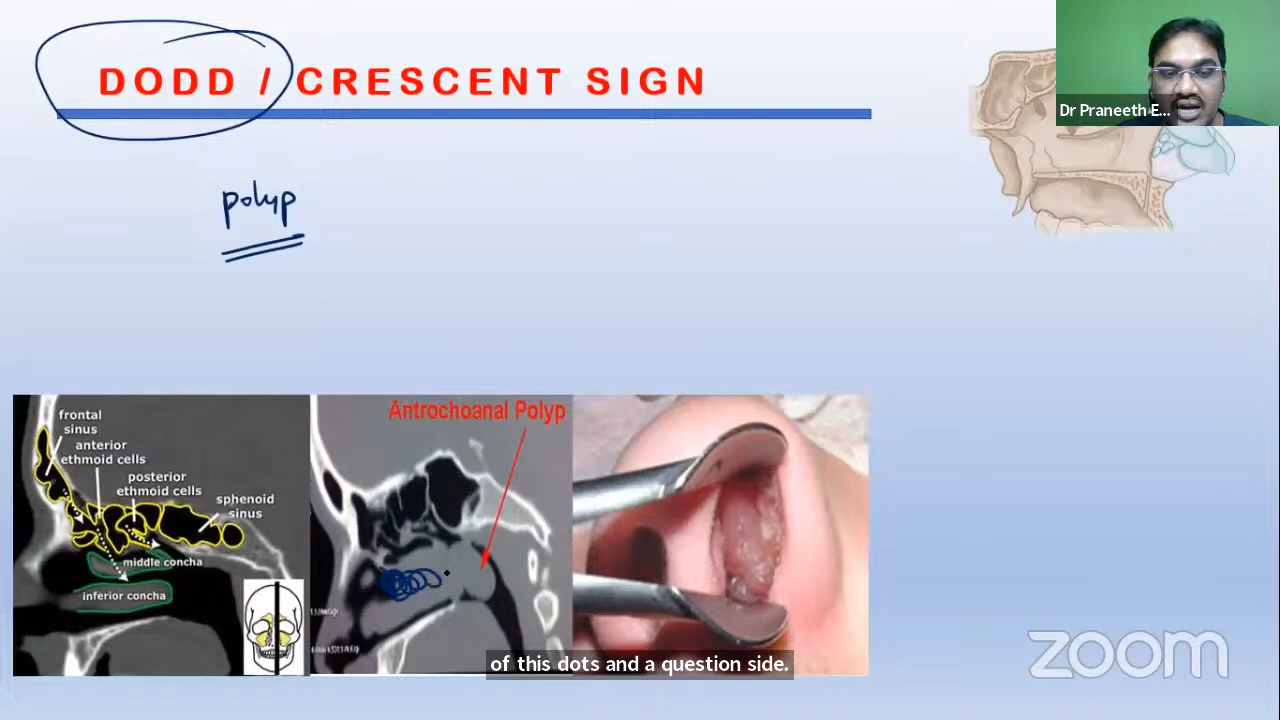 DODD / CRESCENT SIGN
Dr Praneeth E...
polyp
frontal
sinus
anterior
ethmoid cells
posterior
ethmoid cells
sphenoid
sinus
middle concha
inferior concha
Antrochoanal Polyp
of this dots and a question side.
zoom